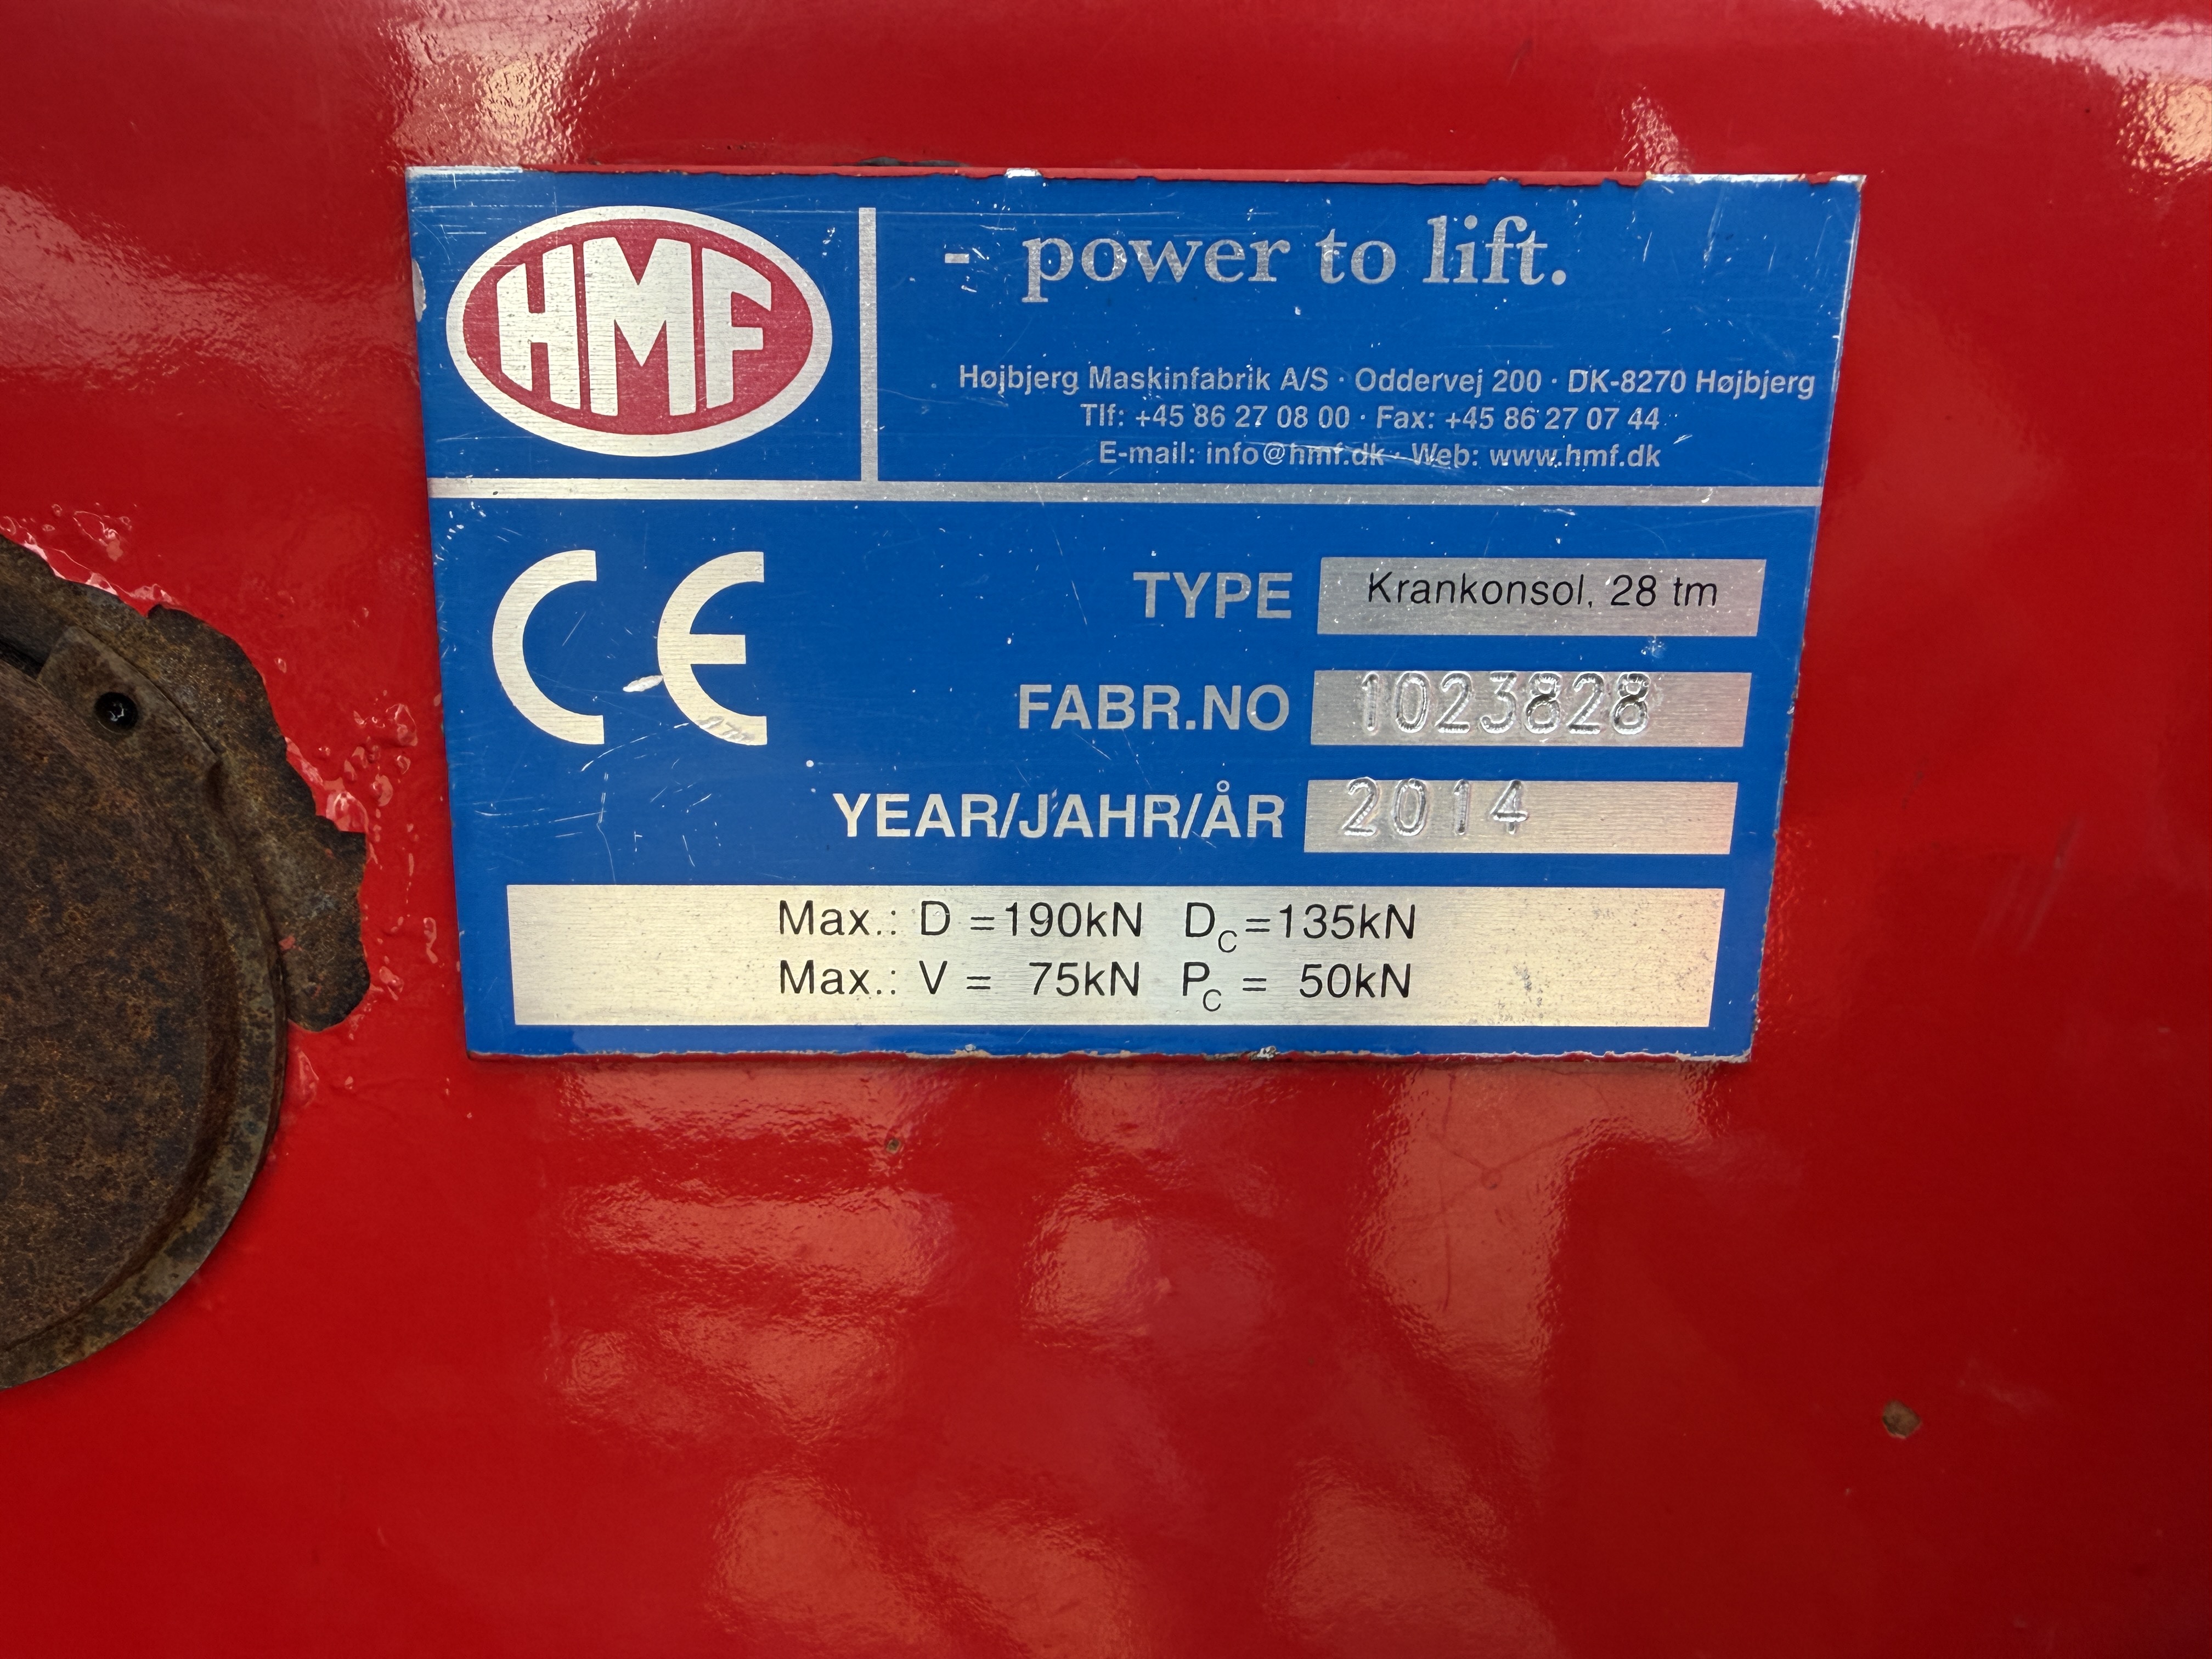 HMF
- power to lift.
Højbjerg Maskinfabrik A/S · Oddervej 200 · DK-8270 Højbjerg
Tlf: +45 86 27 08 00 · Fax: +45 86 27 07 44
E-mail: info@hmf.dk · Web: www.hmf.dk
CE
TYPE Krankonsol, 28 tm
FABR.NO 1023828
YEAR/JAHR/ÅR 2014
Max.: D =190kN D_C=135kN
Max.: V = 75kN P_C = 50kN